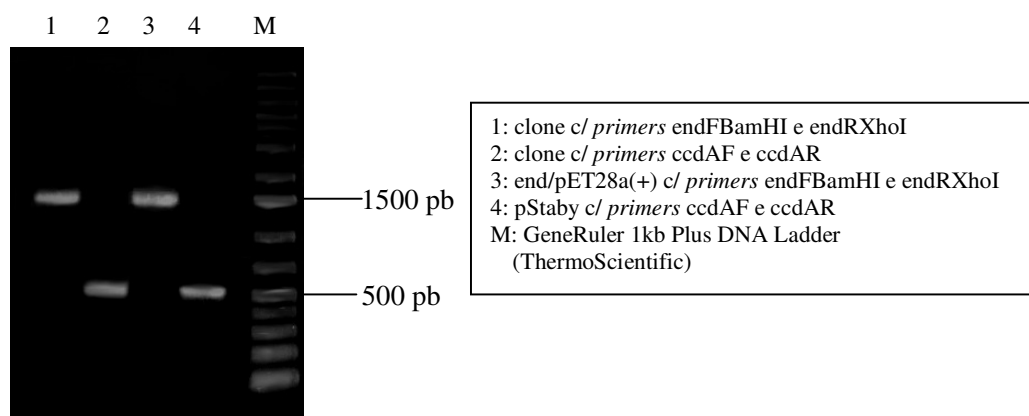 1 2 3 4 M
1500 pb
500 pb
1: clone c/ primers endFBamHI e endRXhoI
2: clone c/ primers ccdAF e ccdAR
3: end/pET28a(+) c/ primers endFBamHI e endRXhoI
4: pStaby c/ primers ccdAF e ccdAR
M: GeneRuler 1kb Plus DNA Ladder
(ThermoScientific)